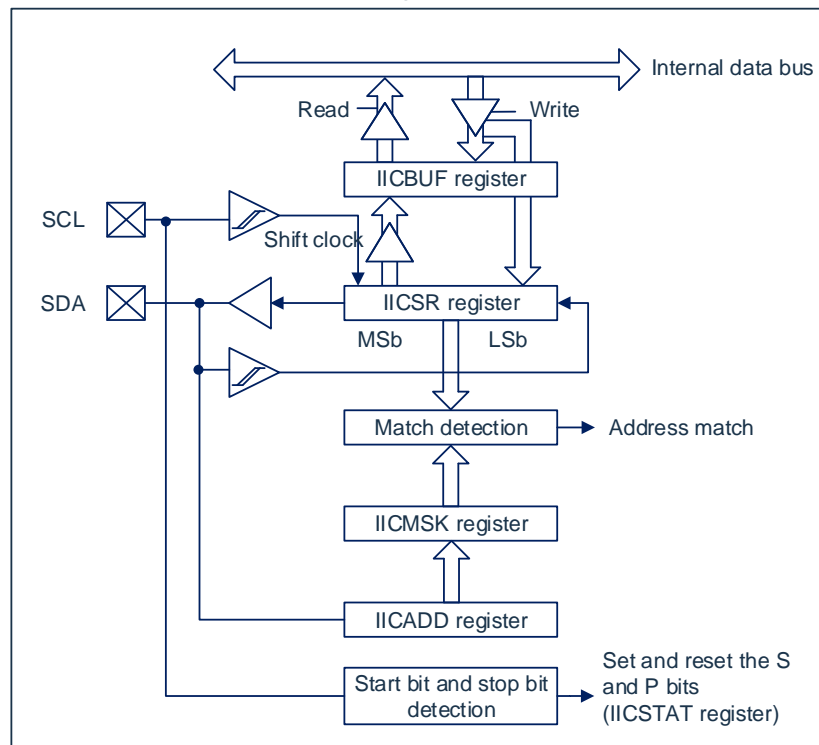 Internal data bus
Read
Write
IICBUF register
SCL
Shift clock
SDA
IICSR register
MSb
LSb
Match detection
Address match
IICMSK register
IICADD register
Start bit and stop bit
detection
Set and reset the S
and P bits
(IICSTAT register)